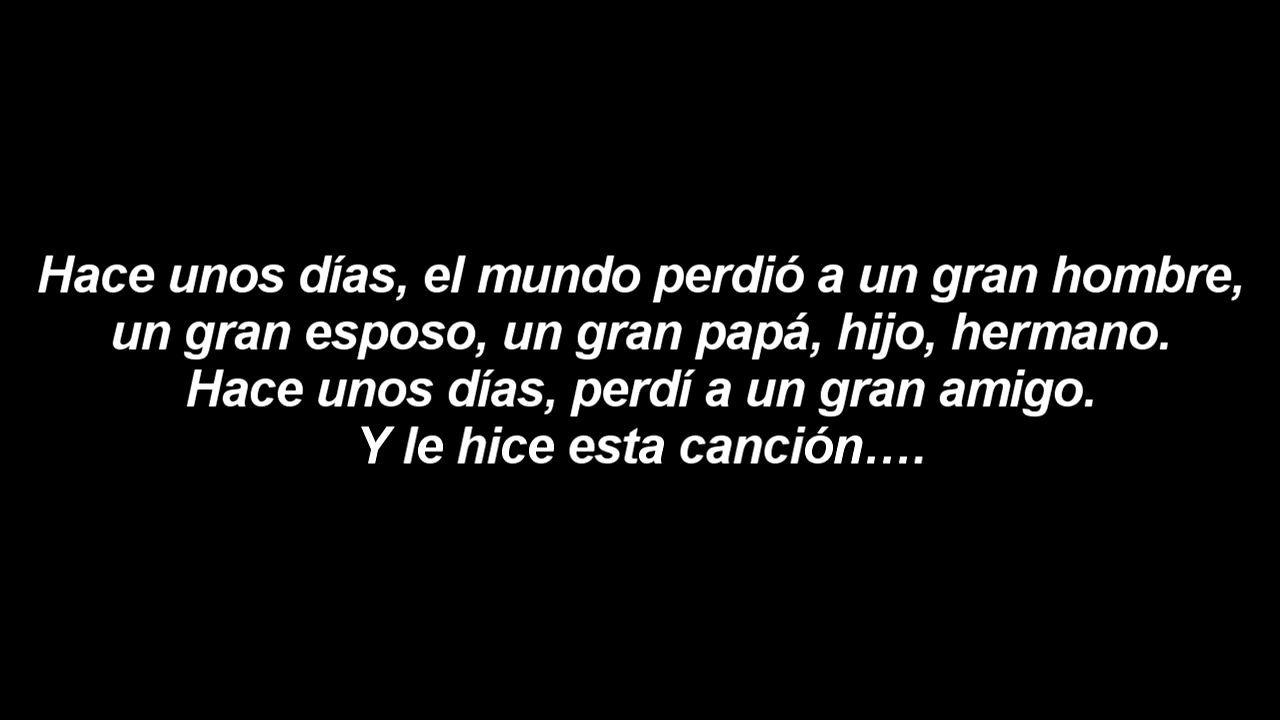 Hace unos días, el mundo perdió a un gran hombre,
un gran esposo, un gran papá, hijo, hermano.
Hace unos días, perdí a un gran amigo.
Y le hice esta canción....